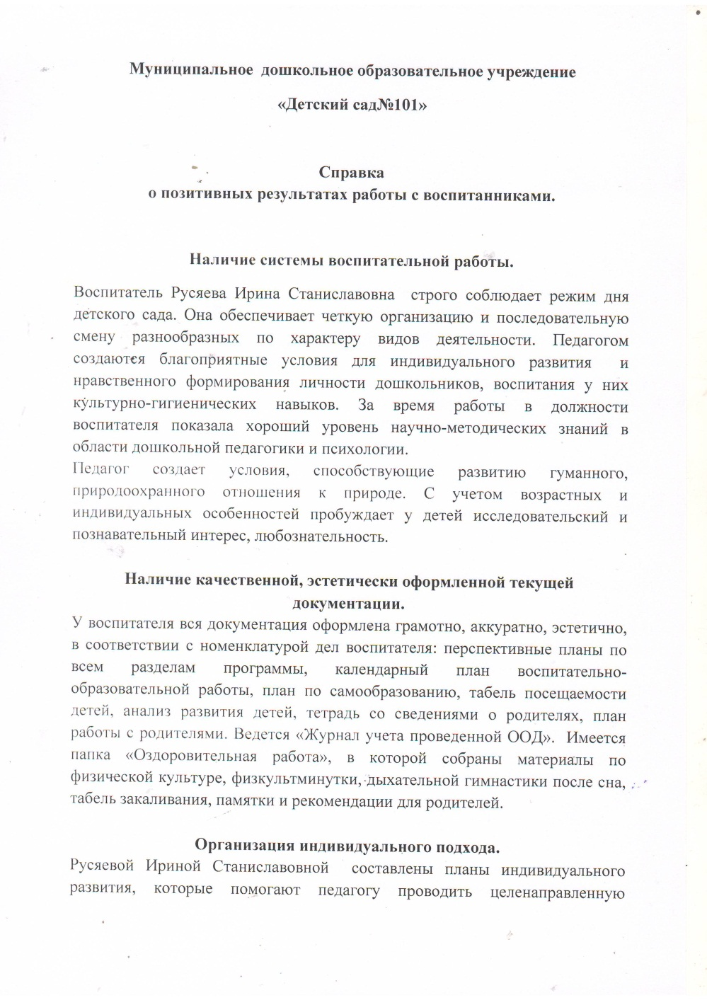 Муниципальное  дошкольное образовательное учреждение
«Детский сад№101»
Справка
о позитивных результатах работы с воспитанниками.
Наличие системы воспитательной работы.
Воспитатель Русяева Ирина Станиславовна  строго соблюдает режим дня
детского сада. Она обеспечивает четкую организацию и последовательную
смену разнообразных по характеру видов деятельности. Педагогом
создаются благоприятные условия для индивидуального развития  и
нравственного формирования личности дошкольников, воспитания у них
культурно-гигиенических навыков. За время работы в должности
воспитателя показала хороший уровень научно-методических знаний в
области дошкольной педагогики и психологии.
Педагог создает условия, способствующие развитию гуманного,
природоохранного отношения к природе. С учетом возрастных и
индивидуальных особенностей пробуждает у детей исследовательский и
познавательный интерес, любознательность.
Наличие качественной, эстетически оформленной текущей
документации.
У воспитателя вся документация оформлена грамотно, аккуратно, эстетично,
в соответствии с номенклатурой дел воспитателя: перспективные планы по
всем разделам программы, календарный план воспитательно-
образовательной работы, план по самообразованию, табель посещаемости
детей, анализ развития детей, тетрадь со сведениями о родителях, план
работы с родителями. Ведется «Журнал учета проведенной ООД».  Имеется
папка «Оздоровительная работа», в которой собраны материалы по
физической культуре, физкультминутки, дыхательной гимнастики после сна,
табель закаливания, памятки и рекомендации для родителей.
Организация индивидуального подхода.
Русяевой Ириной Станиславовной  составлены планы индивидуального
развития, которые помогают педагогу проводить целенаправленную